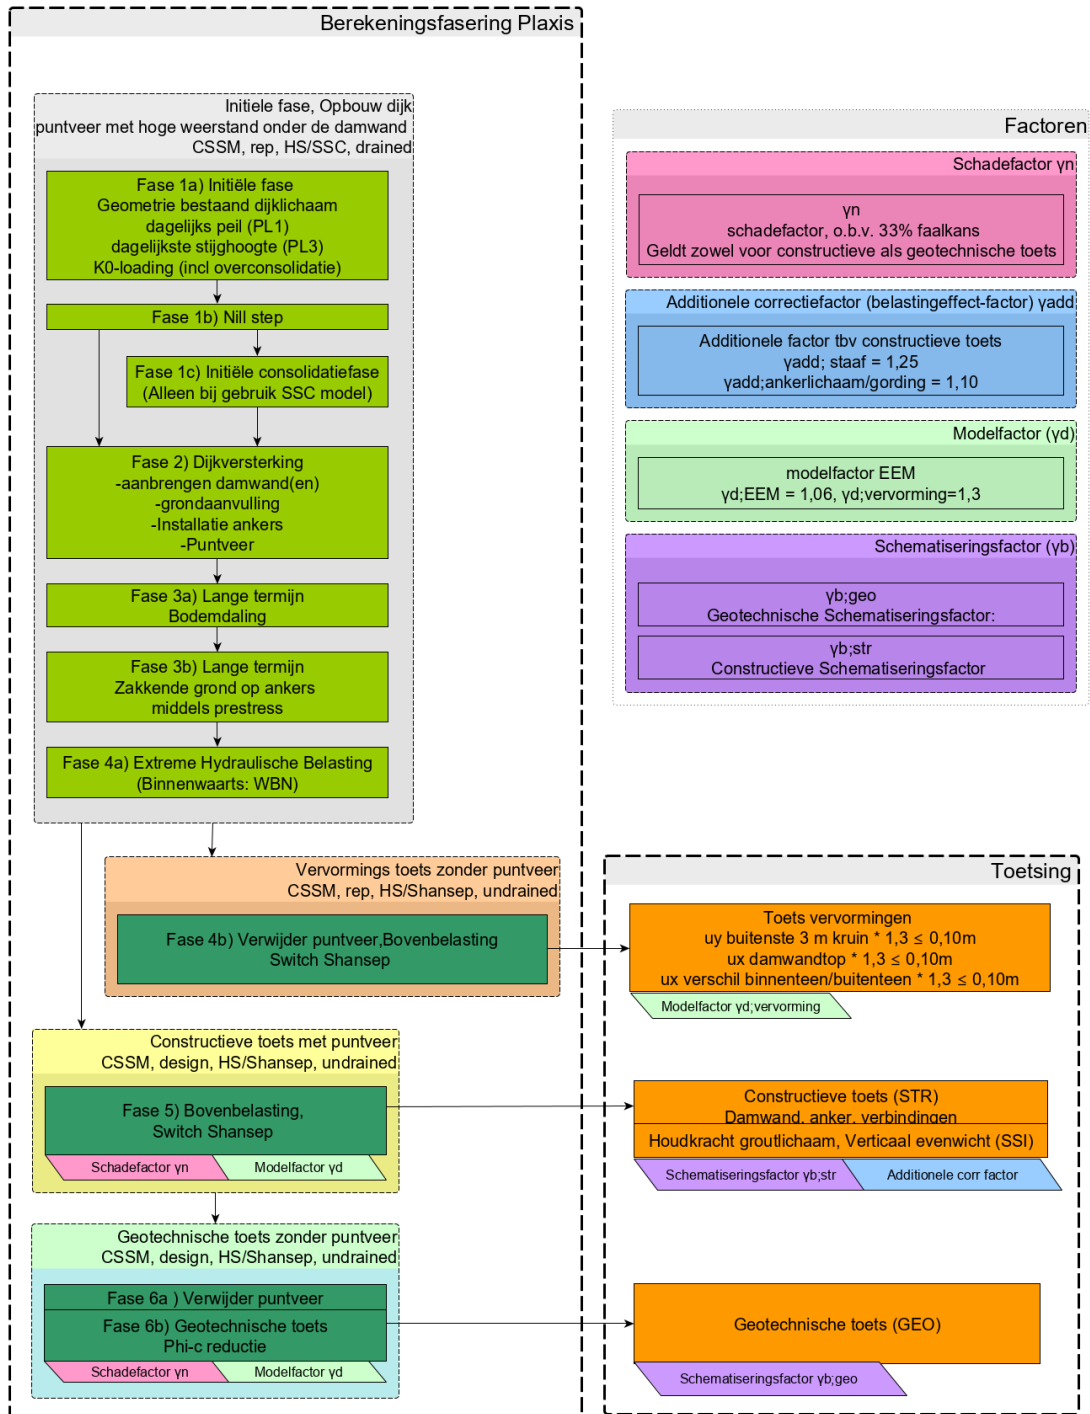 Berekeningsfasering Plaxis
Initiele fase, Opbouw dijk
puntveer met hoge weerstand onder de damwand
CSSM, rep, HS/SSC, drained
Fase 1a) Initiële fase
Geometrie bestaand dijklichaam
dagelijks peil (PL1)
dagelijkste stijghoogte (PL3)
K0-loading (incl overconsolidatie)
Fase 1b) Nill step
Fase 1c) Initiële consolidatiefase
(Alleen bij gebruik SSC model)
Fase 2) Dijkversterking
-aanbrengen damwand(en)
-grondaanvulling
-Installatie ankers
-Puntveer
Fase 3a) Lange termijn
Bodemdaling
Fase 3b) Lange termijn
Zakkende grond op ankers
middels prestress
Fase 4a) Extreme Hydraulische Belasting
(Binnenwaarts: WBN)
Vervormings toets zonder puntveer
CSSM, rep, HS/Shansep, undrained
Fase 4b) Verwijder puntveer,Bovenbelasting
Switch Shansep
Constructieve toets met puntveer
CSSM, design, HS/Shansep, undrained
Fase 5) Bovenbelasting,
Switch Shansep
Schadefactor γn
Modelfactor γd
Geotechnische toets zonder puntveer
CSSM, design, HS/Shansep, undrained
Fase 6a ) Verwijder puntveer
Fase 6b) Geotechnische toets
Phi-c reductie
Schadefactor γn
Modelfactor γd
Factoren
Schadefactor γn
γn
schadefactor, o.b.v. 33% faalkans
Geldt zowel voor constructieve als geotechnische toets
Additionele correctiefactor (belastingeffect-factor) γadd
Additionele factor tbv constructieve toets
γadd; staaf = 1,25
γadd;ankerlichaam/gording = 1,10
Modelfactor (γd)
modelfactor EEM
γd;EEM = 1,06, γd;vervorming=1,3
Schematiseringsfactor (γb)
γb;geo
Geotechnische Schematiseringsfactor:
γb;str
Constructieve Schematiseringsfactor
Toetsing
Toets vervormingen
uy buitenste 3 m kruin * 1,3 ≤ 0,10m
ux damwandtop * 1,3 ≤ 0,10m
ux verschil binnenteen/buitenteen * 1,3 ≤ 0,10m
Modelfactor γd;vervorming
Constructieve toets (STR)
Damwand, anker, verbindingen
Houdkracht groutlichaam, Verticaal evenwicht (SSI)
Schematiseringsfactor γb;str
Additionele corr factor
Geotechnische toets (GEO)
Schematiseringsfactor γb;geo